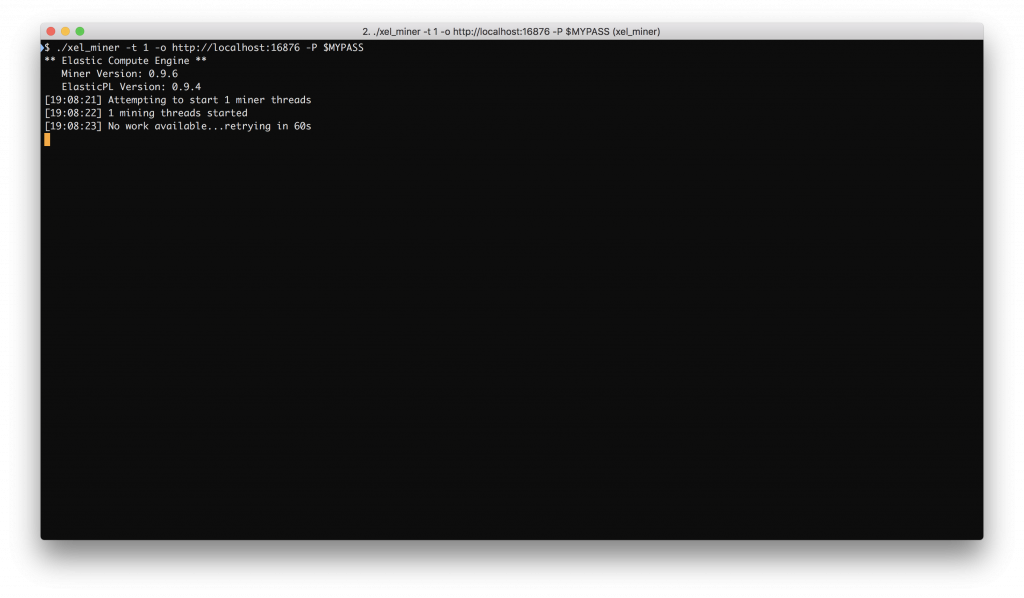 2. ./xel_miner -t 1 -o http://localhost:16876 -P $MYPASS (xel_miner)
$ ./xel_miner -t 1 -o http://localhost:16876 -P $MYPASS
** Elastic Compute Engine **
Miner Version: 0.9.6
ElasticPL Version: 0.9.4
[19:08:21] Attempting to start 1 miner threads
[19:08:22] 1 mining threads started
[19:08:23] No work available...retrying in 60s